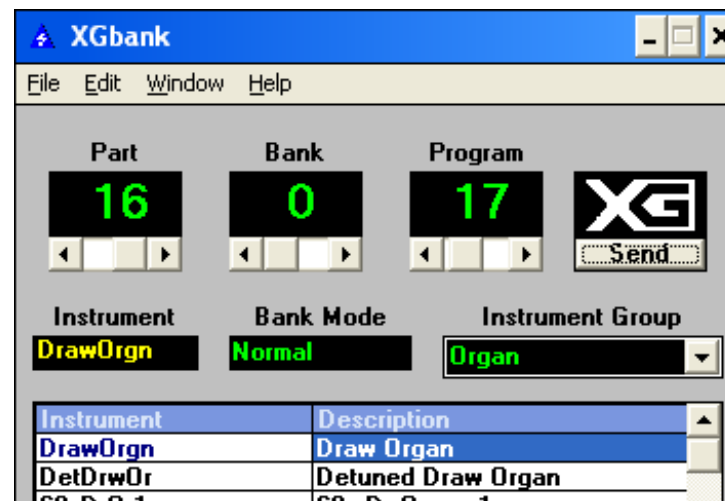 XGbank
File Edit Window Help
Part Bank Program
16 0 17
XG
Send
Instrument Bank Mode Instrument Group
DrawOrgn Normal Organ
Instrument Description
DrawOrgn Draw Organ
DetDrwOr Detuned Draw Organ